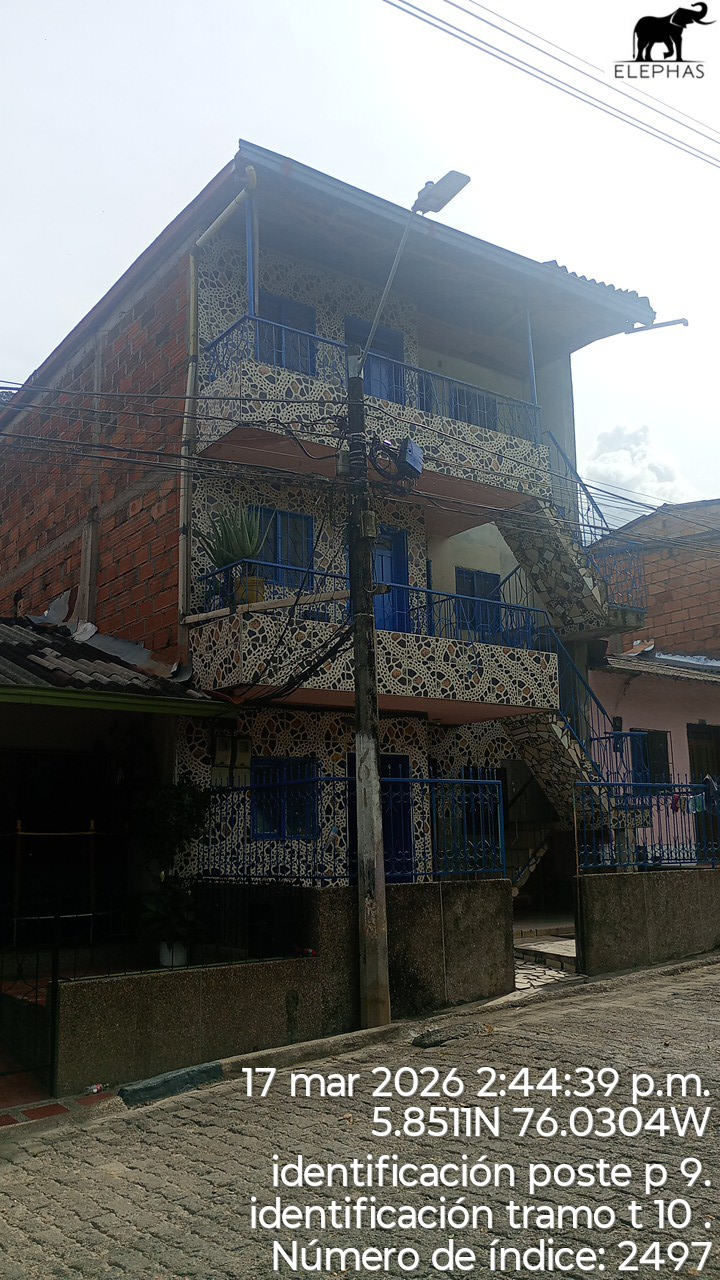 ELEPHAS
17 mar 2026 2:44:39 p.m.
5.8511N 76.0304W
identificación poste p 9.
identificación tramo t 10 .
Número de índice: 2497